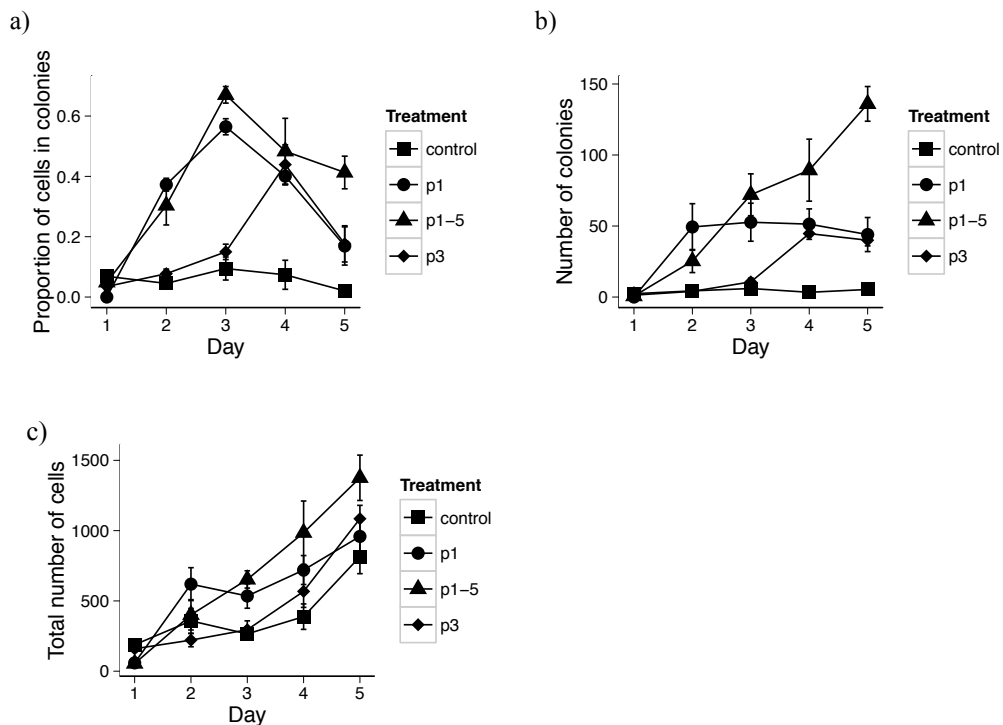 a)
Proportion of cells in colonies
0.6
0.4
0.2
0.0
1 2 3 4 5
Day
Treatment
control
p1
p1−5
p3
b)
Number of colonies
150
100
50
0
1 2 3 4 5
Day
Treatment
control
p1
p1−5
p3
c)
Total number of cells
1500
1000
500
0
1 2 3 4 5
Day
Treatment
control
p1
p1−5
p3